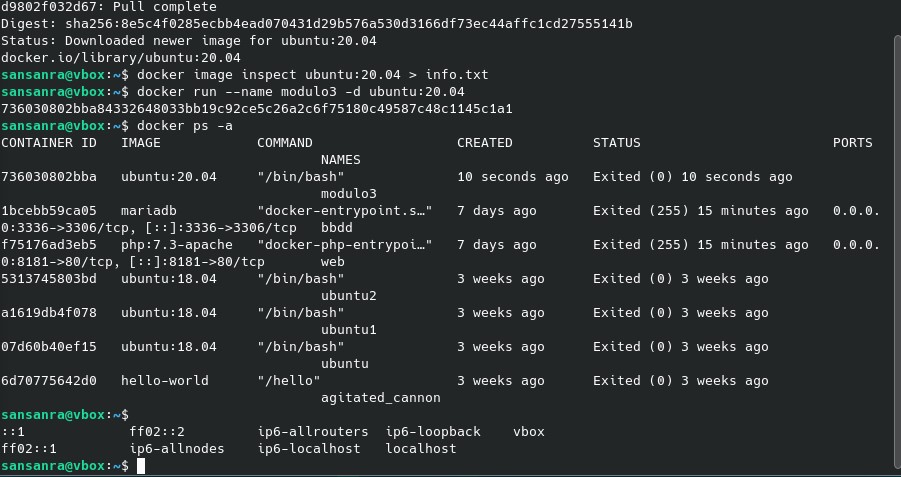 d9802f032d67: Pull complete
Digest: sha256:8e5c4f0285ecbb4ead070431d29b576a530d3166df73ec44affc1cd27555141b
Status: Downloaded newer image for ubuntu:20.04
docker.io/library/ubuntu:20.04
sansanra@vbox:~$ docker image inspect ubuntu:20.04 > info.txt
sansanra@vbox:~$ docker run --name modulo3 -d ubuntu:20.04
736030802bba84332648033bb19c92ce5c26a2c6f75180c49587c48c1145c1a1
sansanra@vbox:~$ docker ps -a
CONTAINER ID   IMAGE            COMMAND                  CREATED          STATUS                        PORTS
                                        NAMES
736030802bba   ubuntu:20.04     "/bin/bash"              10 seconds ago   Exited (0) 10 seconds ago
                                        modulo3
1bcebb59ca05   mariadb          "docker-entrypoint.s…"   7 days ago       Exited (255) 15 minutes ago   0.0.0.
0:3336->3306/tcp, [::]:3336->3306/tcp   bbdd
f75176ad3eb5   php:7.3-apache   "docker-php-entrypoi…"   7 days ago       Exited (255) 15 minutes ago   0.0.0.
0:8181->80/tcp, [::]:8181->80/tcp       web
5313745803bd   ubuntu:18.04     "/bin/bash"              3 weeks ago      Exited (0) 3 weeks ago
                                        ubuntu2
a1619db4f078   ubuntu:18.04     "/bin/bash"              3 weeks ago      Exited (0) 3 weeks ago
                                        ubuntu1
07d60b40ef15   ubuntu:18.04     "/bin/bash"              3 weeks ago      Exited (0) 3 weeks ago
                                        ubuntu
6d70775642d0   hello-world      "/hello"                 3 weeks ago      Exited (0) 3 weeks ago
                                        agitated_cannon
sansanra@vbox:~$
::1             ff02::2         ip6-allrouters  ip6-loopback    vbox
ff02::1         ip6-allnodes    ip6-localhost   localhost
sansanra@vbox:~$